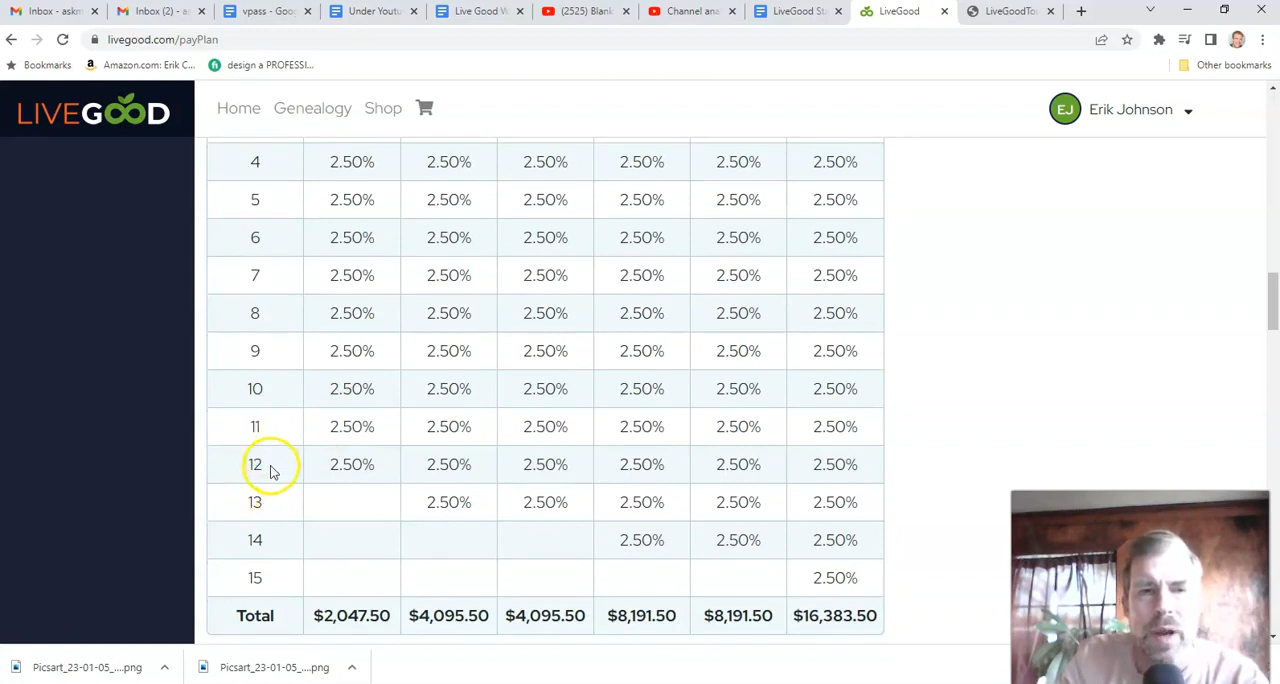 Inbox - askm
Inbox (2) - as
vpass - Goog
Under Youtu
Live Good W
(2525) Blank
Channel ana
LiveGood Sta
LiveGood
LiveGoodTou
livegood.com/payPlan
Bookmarks
Amazon.com: Erik C...
design a PROFESSI...
Other bookmarks
LIVEGOOD
Home Genealogy Shop
EJ Erik Johnson
4 2.50% 2.50% 2.50% 2.50% 2.50% 2.50%
5 2.50% 2.50% 2.50% 2.50% 2.50% 2.50%
6 2.50% 2.50% 2.50% 2.50% 2.50% 2.50%
7 2.50% 2.50% 2.50% 2.50% 2.50% 2.50%
8 2.50% 2.50% 2.50% 2.50% 2.50% 2.50%
9 2.50% 2.50% 2.50% 2.50% 2.50% 2.50%
10 2.50% 2.50% 2.50% 2.50% 2.50% 2.50%
11 2.50% 2.50% 2.50% 2.50% 2.50% 2.50%
12 2.50% 2.50% 2.50% 2.50% 2.50% 2.50%
13 2.50% 2.50% 2.50% 2.50% 2.50%
14 2.50% 2.50% 2.50%
15 2.50%
Total $2,047.50 $4,095.50 $4,095.50 $8,191.50 $8,191.50 $16,383.50
Picsart_23-01-05_....png
Picsart_23-01-05_....png